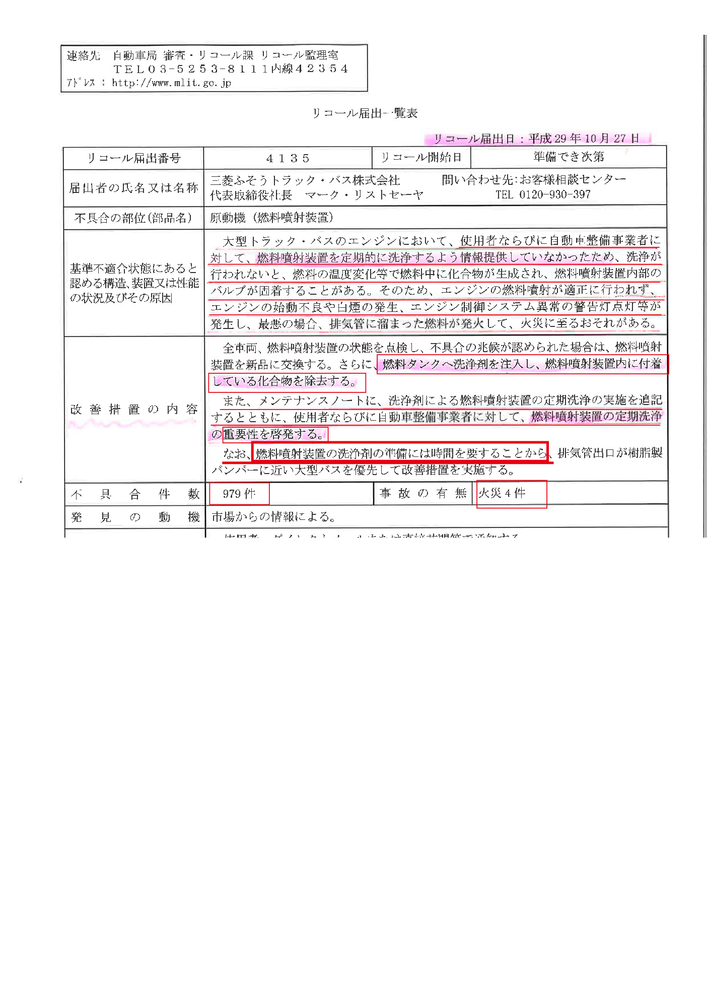 連絡先　自動車局 審査・リコール課 リコール監理室
ＴＥＬ０３−５２５３−８１１１内線４２３５４
ｱﾄﾞﾚｽ : http://www.mlit.go.jp
リコール届出一覧表
リコール届出日：平成 29 年 10 月 27 日
リコール届出番号　４１３５　リコール開始日　準備でき次第
届出者の氏名又は名称
三菱ふそうトラック・バス株式会社　問い合わせ先:お客様相談センター
代表取締役社長　マーク・リストセーヤ　TEL 0120-930-397
不具合の部位(部品名)　原動機（燃料噴射装置）
基準不適合状態にあると
認める構造、装置又は性能
の状況及びその原因
大型トラック・バスのエンジンにおいて、使用者ならびに自動車整備事業者に
対して、燃料噴射装置を定期的に洗浄するよう情報提供していなかったため、洗浄が
行われないと、燃料の温度変化等で燃料中に化合物が生成され、燃料噴射装置内部の
バルブが固着することがある。そのため、エンジンの燃料噴射が適正に行われず、
エンジンの始動不良や白煙の発生、エンジン制御システム異常の警告灯点灯等が
発生し、最悪の場合、排気管に溜まった燃料が発火して、火災に至るおそれがある。
改善措置の内容
全車両、燃料噴射装置の状態を点検し、不具合の兆候が認められた場合は、燃料噴射
装置を新品に交換する。さらに、燃料タンクへ洗浄剤を注入し、燃料噴射装置内に付着
している化合物を除去する。
また、メンテナンスノートに、洗浄剤による燃料噴射装置の定期洗浄の実施を追記
するとともに、使用者ならびに自動車整備事業者に対して、燃料噴射装置の定期洗浄
の重要性を啓発する。
なお、燃料噴射装置の洗浄剤の準備には時間を要することから、排気管出口が樹脂製
バンパーに近い大型バスを優先して改善措置を実施する。
不具合件数　979 件　事故の有無　火災 4 件
発見の動機　市場からの情報による。